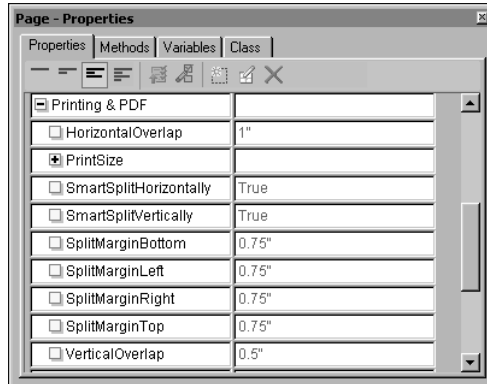 Page - Properties
Properties Methods Variables Class
Printing & PDF
HorizontalOverlap 1"
PrintSize
SmartSplitHorizontally True
SmartSplitVertically True
SplitMarginBottom 0.75"
SplitMarginLeft 0.75"
SplitMarginRight 0.75"
SplitMarginTop 0.75"
VerticalOverlap 0.5"